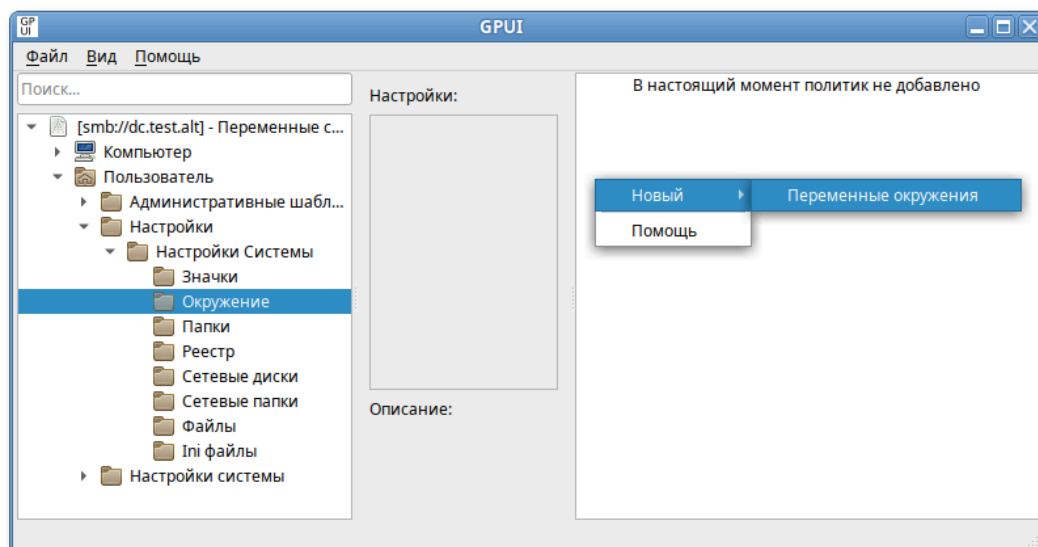 GP
UI
GPUI
Файл Вид Помощь
Поиск...
[smb://dc.test.alt] - Переменные с...
Компьютер
Пользователь
Административные шабл...
Настройки
Настройки Системы
Значки
Окружение
Папки
Реестр
Сетевые диски
Сетевые папки
Файлы
Ini файлы
Настройки системы
Настройки:
Описание:
В настоящий момент политик не добавлено
Новый
Переменные окружения
Помощь